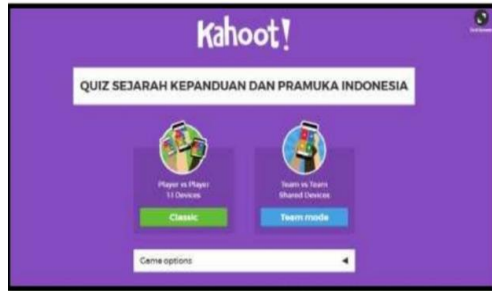 Kahoot!
QUIZ SEJARAH KEPANDUAN DAN PRAMUKA INDONESIA
Player vs Player
1:1 Devices
Classic
Team vs Team
Shared Devices
Team mode
Game options